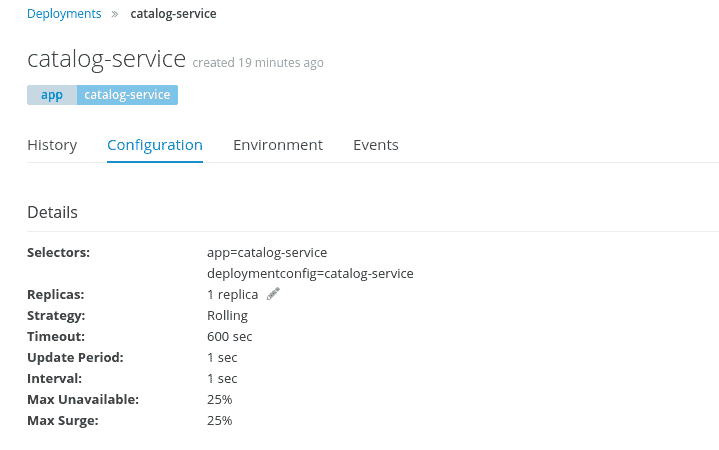 Deployments » catalog-service
catalog-service created 19 minutes ago
app catalog-service
History Configuration Environment Events
Details
Selectors: app=catalog-service
deploymentconfig=catalog-service
Replicas: 1 replica
Strategy: Rolling
Timeout: 600 sec
Update Period: 1 sec
Interval: 1 sec
Max Unavailable: 25%
Max Surge: 25%